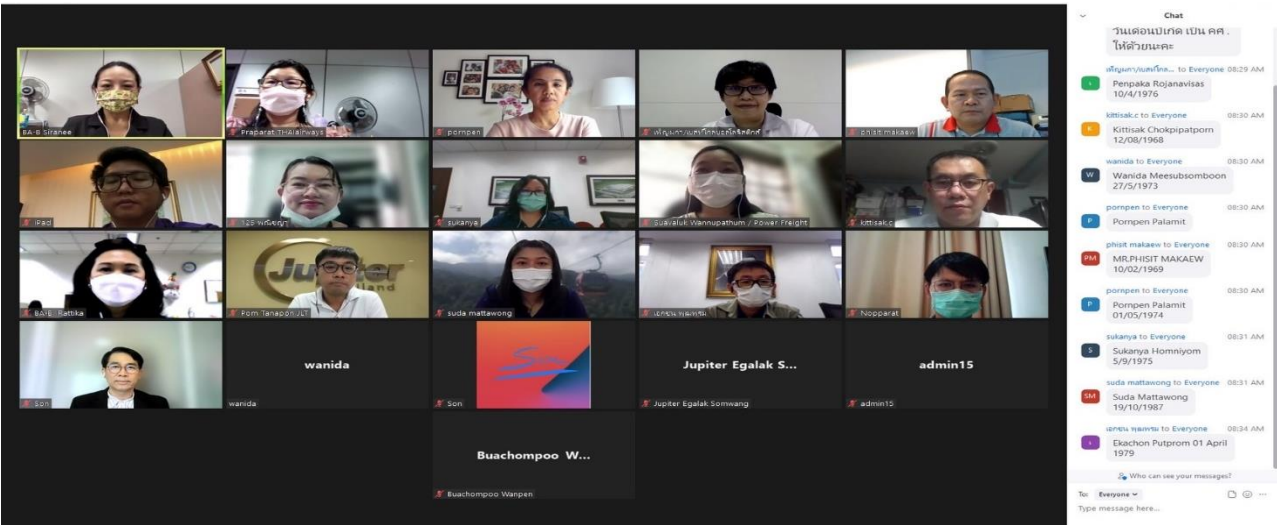 BA-B Siranee
Praparat THAIairways
pornpen
phisit makaew
iPad
sukanya
Suavaluk Wannupathum / Power Freight
kittisak.c
BA-B Rattika
Jupiter
Pom Tanapon JLT
suda mattawong
Nopparat
Son
wanida
wanida
Son
Jupiter Egalak S...
Jupiter Egalak Sornwang
admin15
admin15
Buachompoo W...
Buachompoo Wanpen
Chat
วันเดือนปีเกิด เป็น คศ .
ให้ด้วยนะคะ
to Everyone 08:29 AM
Penpaka Rojanavisas
10/4/1976
kittisak.c to Everyone 08:30 AM
K
Kittisak Chokpipatporn
12/08/1968
wanida to Everyone 08:30 AM
W
Wanida Meesubsomboon
27/5/1973
pornpen to Everyone 08:30 AM
P
Pornpen Palamit
phisit makaew to Everyone 08:30 AM
PM
MR.PHISIT MAKAEW
10/02/1969
pornpen to Everyone 08:30 AM
P
Pornpen Palamit
01/05/1974
sukanya to Everyone 08:31 AM
S
Sukanya Homniyom
5/9/1975
suda mattawong to Everyone 08:31 AM
SM
Suda Mattawong
19/10/1987
to Everyone 08:34 AM
Ekachon Putprom 01 April
1979
Who can see your messages?
To: Everyone
Type message here...